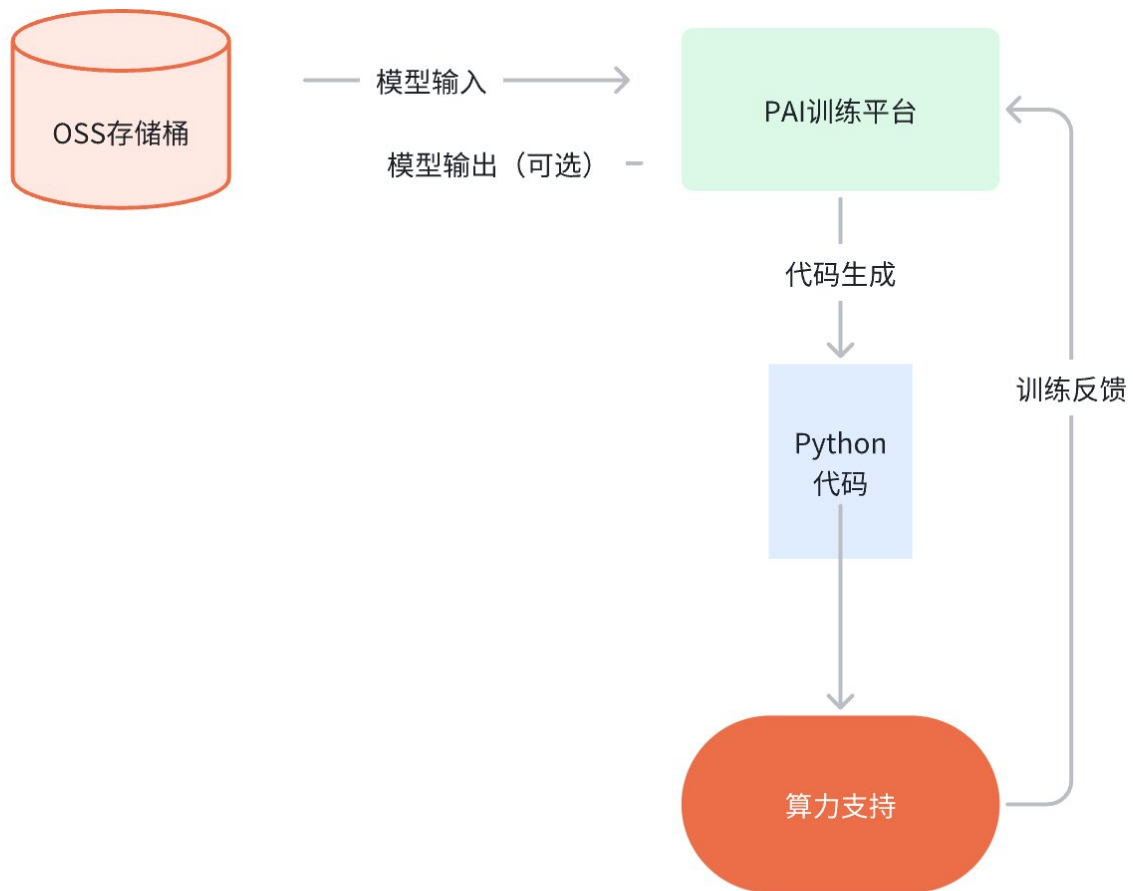 OSS存储桶
模型输入
模型输出（可选）
PAI训练平台
代码生成
训练反馈
Python
代码
算力支持